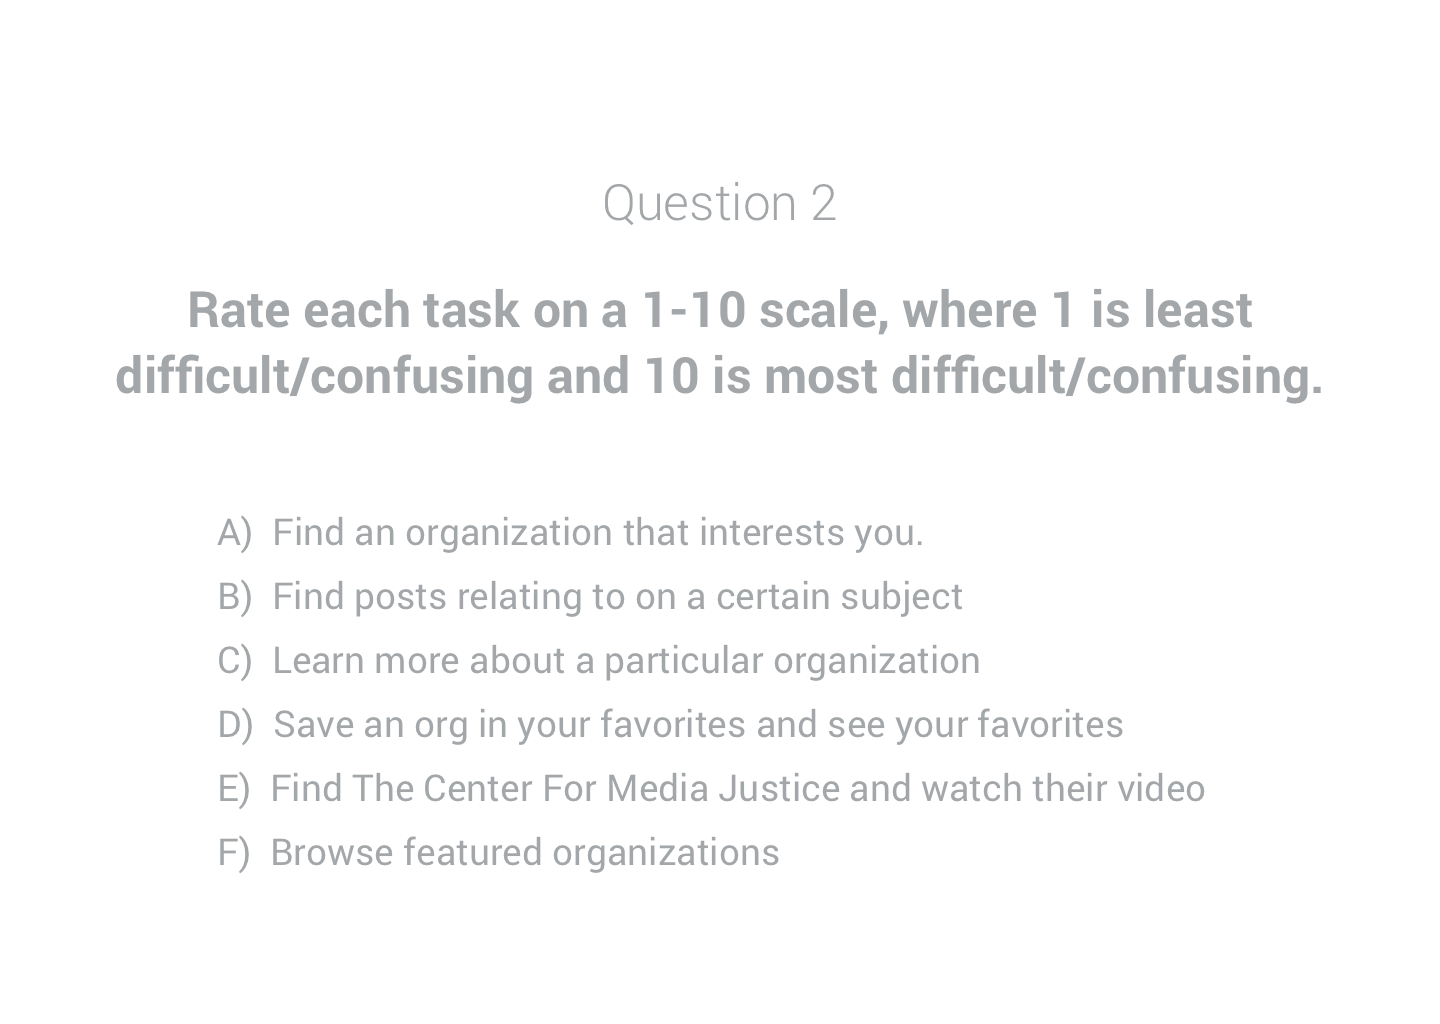 Question 2
Rate each task on a 1-10 scale, where 1 is least
difficult/confusing and 10 is most difficult/confusing.
A) Find an organization that interests you.
B) Find posts relating to on a certain subject
C) Learn more about a particular organization
D) Save an org in your favorites and see your favorites
E) Find The Center For Media Justice and watch their video
F) Browse featured organizations